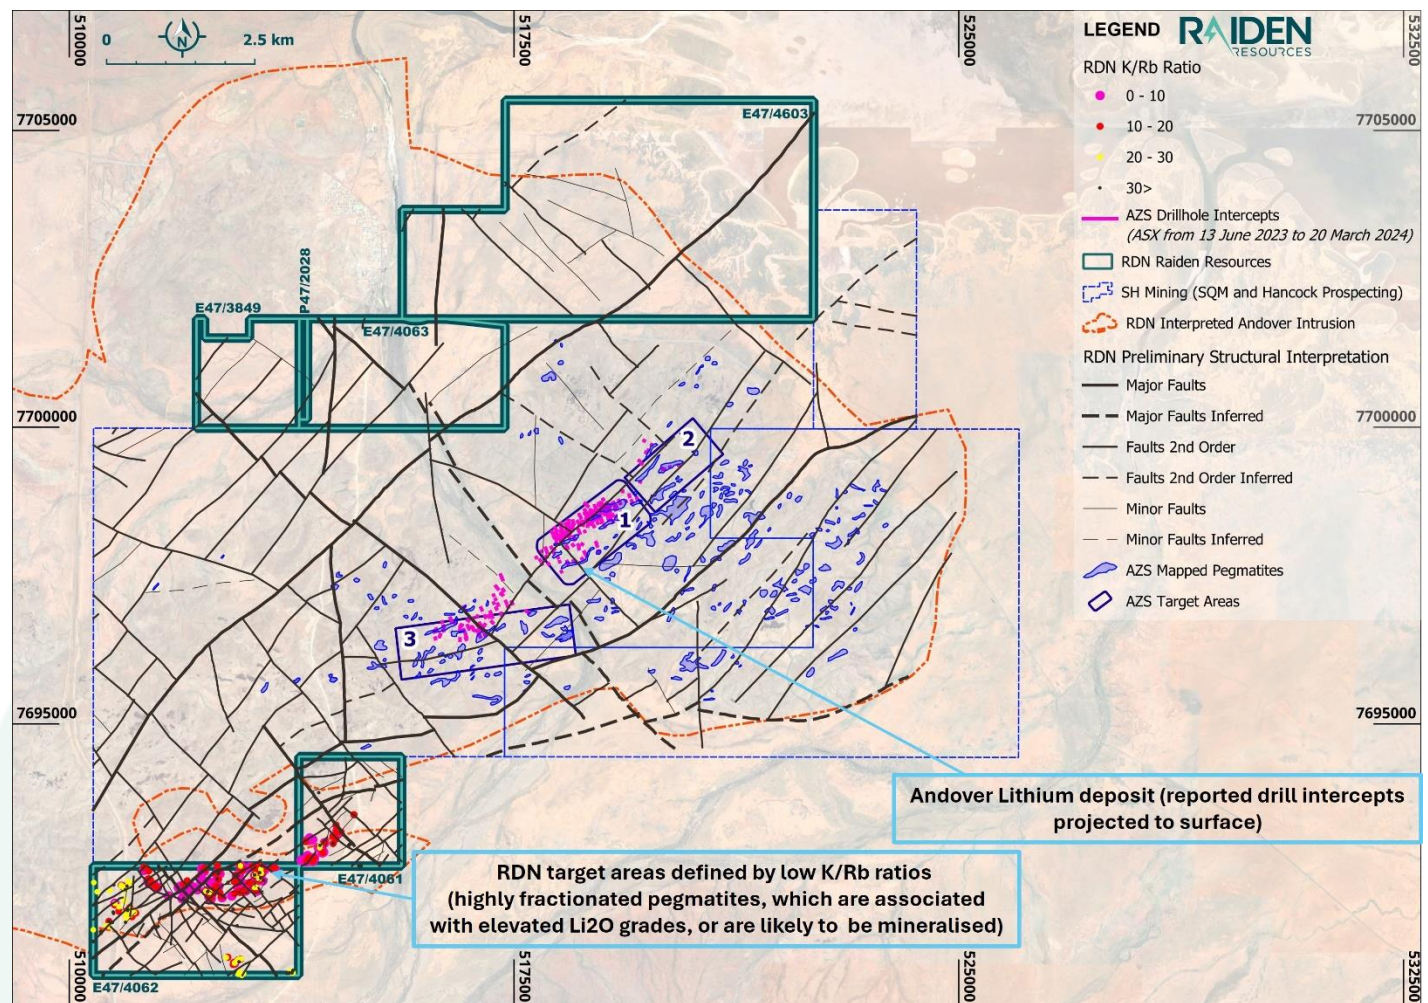 510000
517500
525000
532500
0 2.5 km
N
LEGEND
RAIDEN
RESOURCES
RDN K/Rb Ratio
0 - 10
10 - 20
20 - 30
30>
AZS Drillhole Intercepts
(ASX from 13 June 2023 to 20 March 2024)
RDN Raiden Resources
SH Mining (SQM and Hancock Prospecting)
RDN Interpreted Andover Intrusion
RDN Preliminary Structural Interpretation
Major Faults
Major Faults Inferred
Faults 2nd Order
Faults 2nd Order Inferred
Minor Faults
Minor Faults Inferred
AZS Mapped Pegmatites
AZS Target Areas
7705000
7705000
E47/4603
P47/2028
E47/3849
E47/4063
7700000
7700000
2
1
3
7695000
7695000
Andover Lithium deposit (reported drill intercepts
projected to surface)
RDN target areas defined by low K/Rb ratios
(highly fractionated pegmatites, which are associated
with elevated Li2O grades, or are likely to be mineralised)
E47/4061
E47/4062
510000
517500
525000
532500